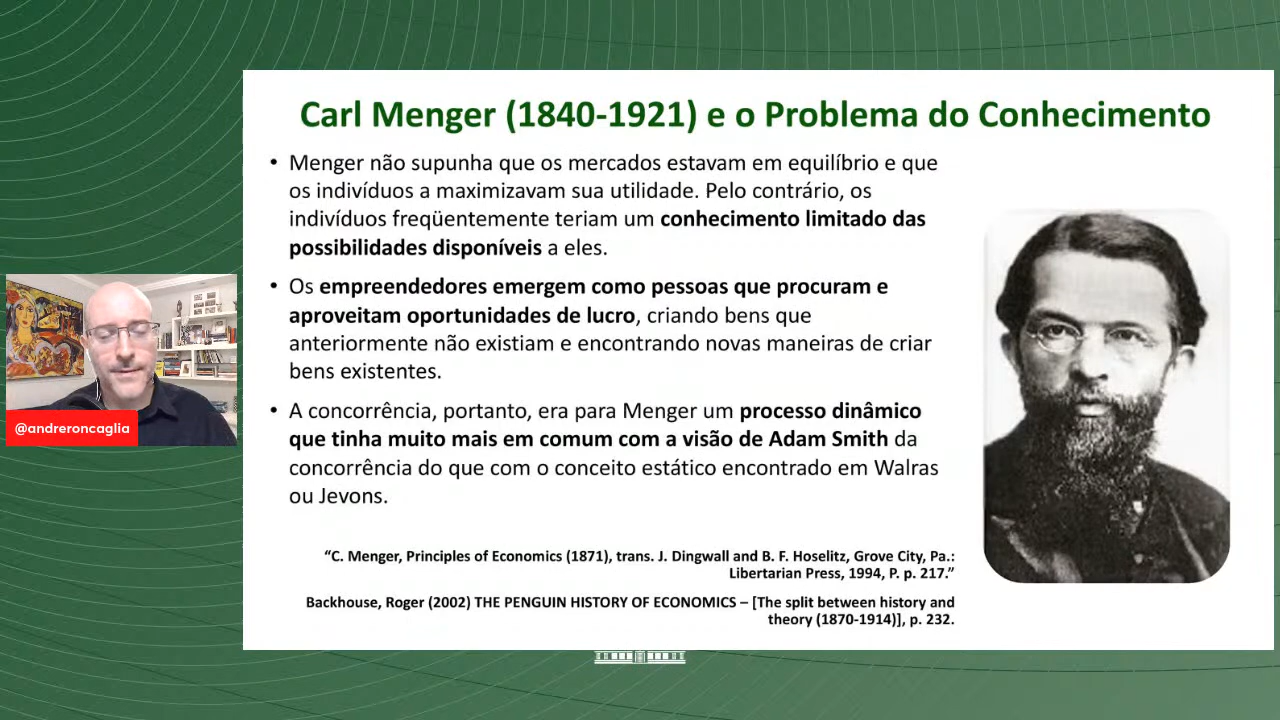 Carl Menger (1840-1921) e o Problema do Conhecimento
• Menger não supunha que os mercados estavam em equilíbrio e que
os indivíduos a maximizavam sua utilidade. Pelo contrário, os
indivíduos freqüentemente teriam um conhecimento limitado das
possibilidades disponíveis a eles.
• Os empreendedores emergem como pessoas que procuram e
aproveitam oportunidades de lucro, criando bens que
anteriormente não existiam e encontrando novas maneiras de criar
bens existentes.
• A concorrência, portanto, era para Menger um processo dinâmico
que tinha muito mais em comum com a visão de Adam Smith da
concorrência do que com o conceito estático encontrado em Walras
ou Jevons.
“C. Menger, Principles of Economics (1871), trans. J. Dingwall and B. F. Hoselitz, Grove City, Pa.:
Libertarian Press, 1994, P. p. 217.”
Backhouse, Roger (2002) THE PENGUIN HISTORY OF ECONOMICS – [The split between history and
theory (1870-1914)], p. 232.
@andreroncaglia